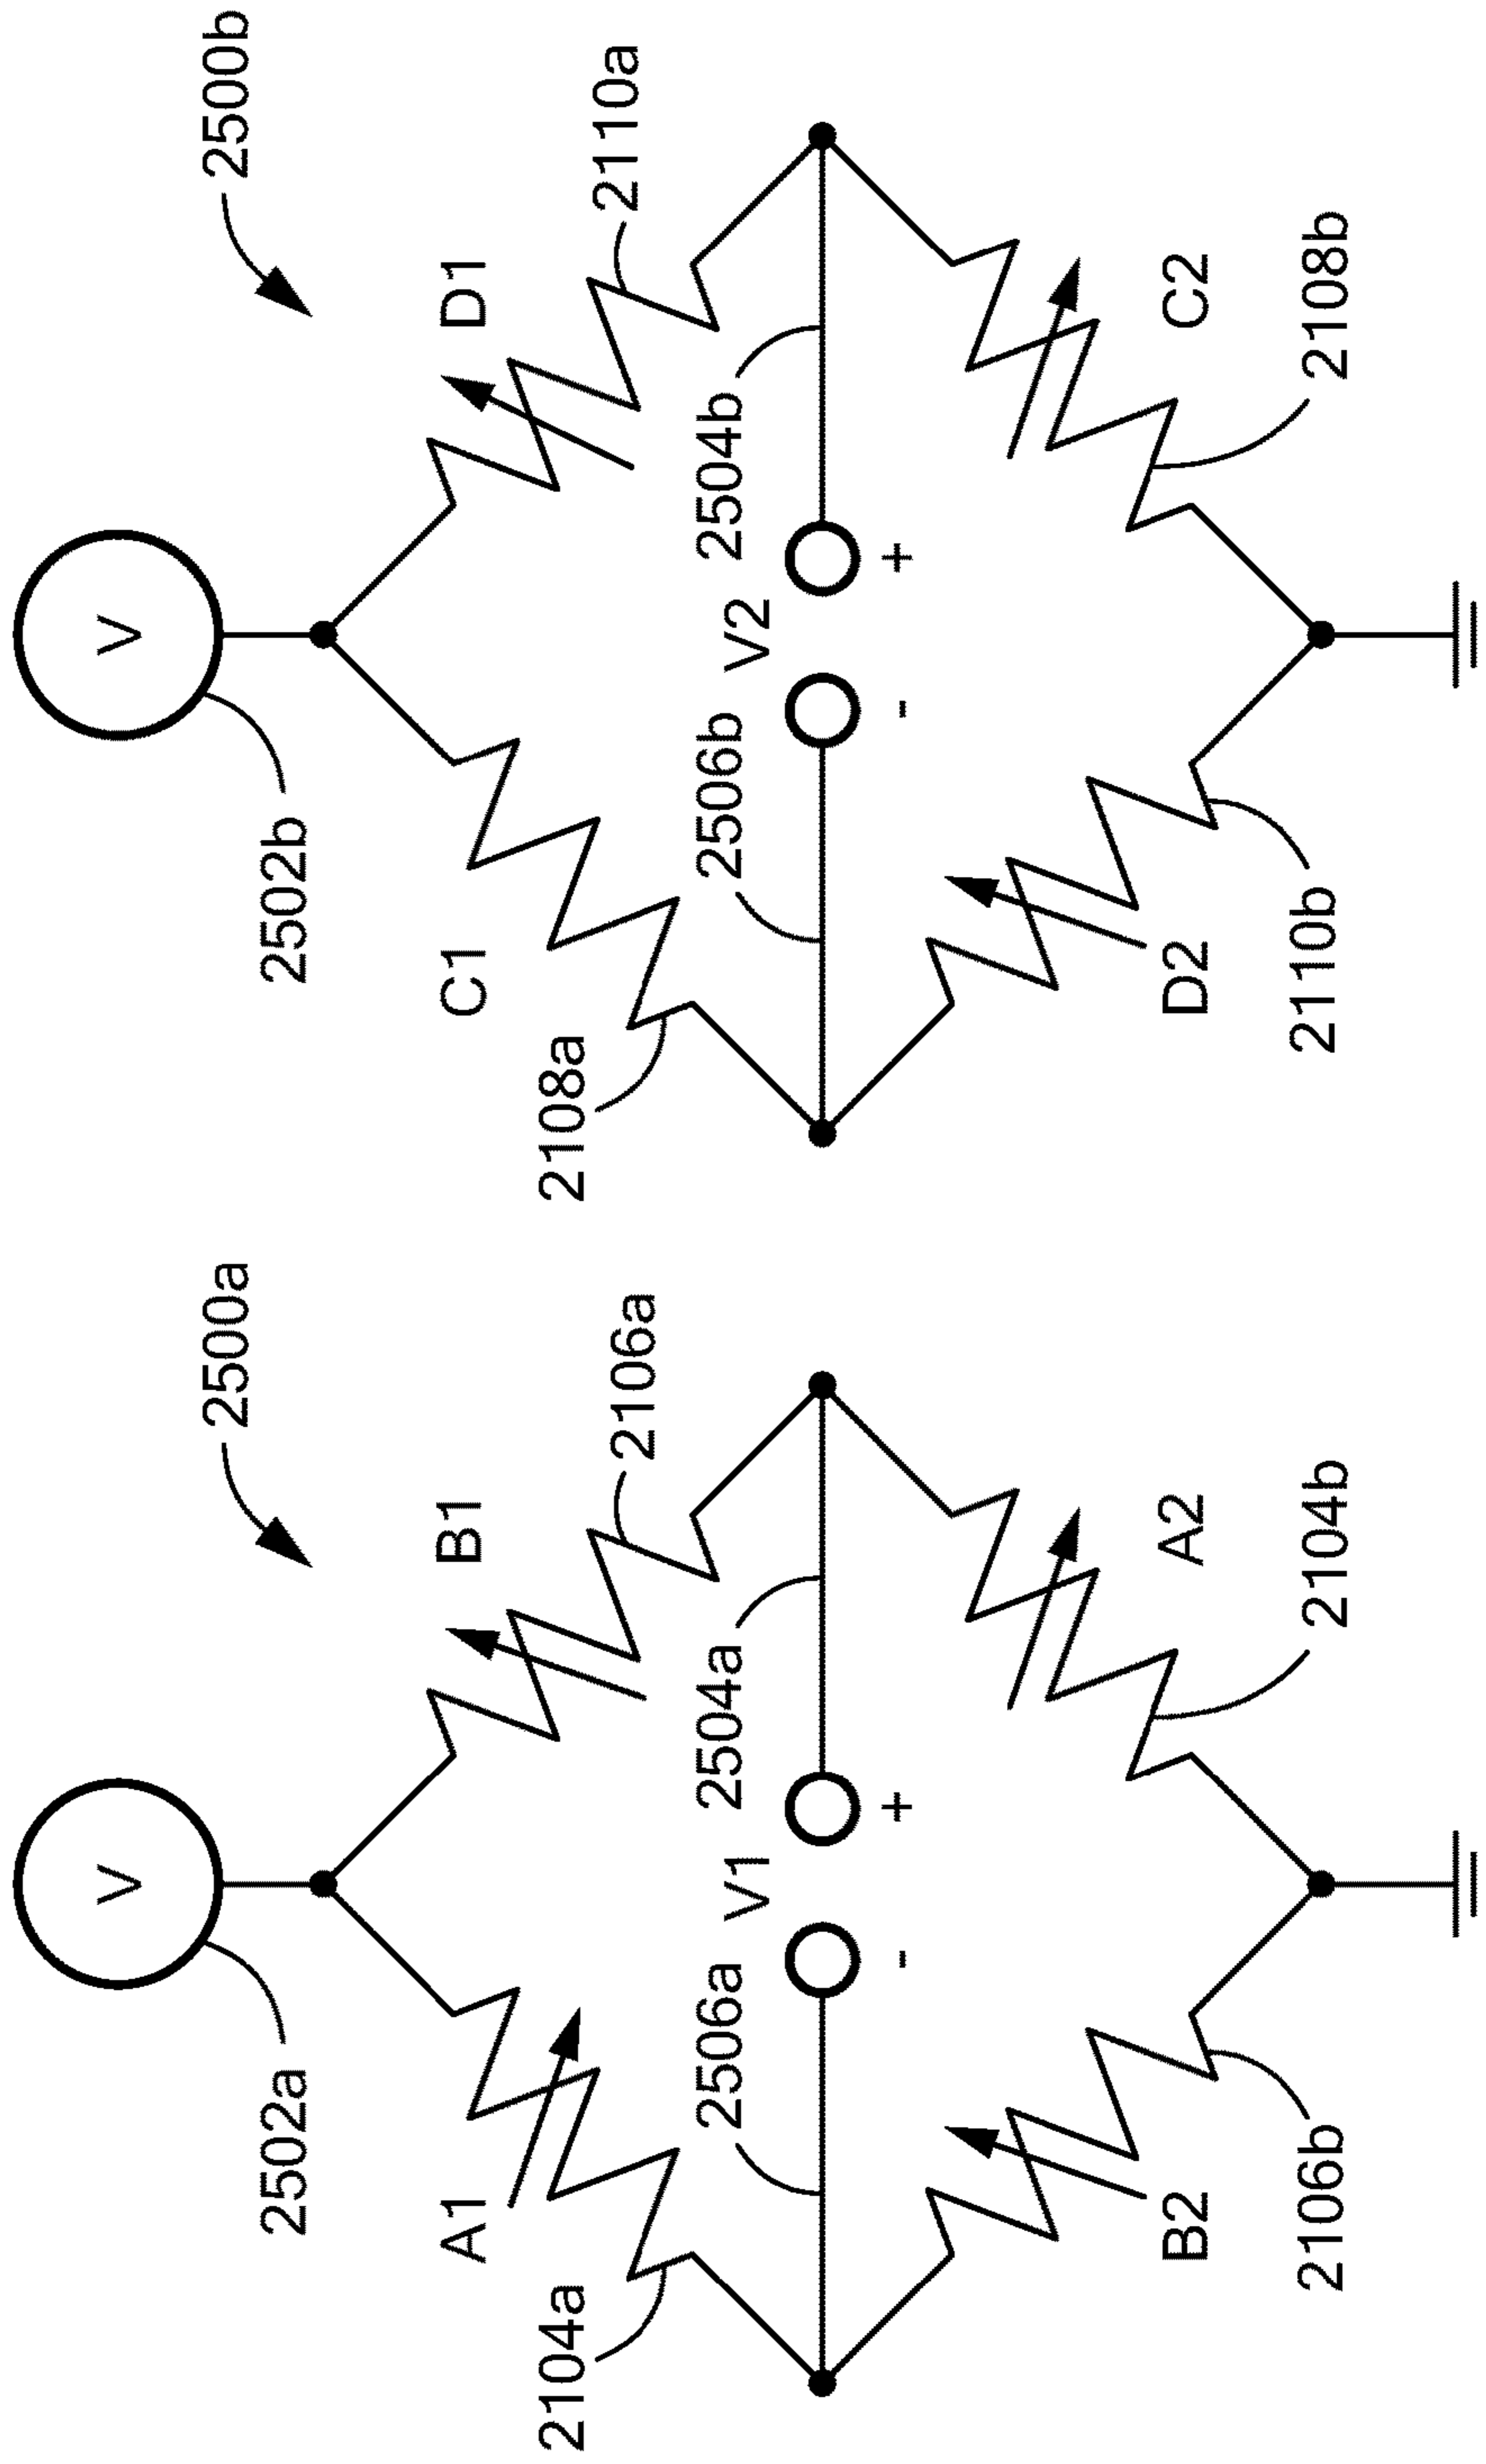 2500a
2500b
V
V
2502a
2502b
A1
B1
C1
D1
2104a
2106a
2108a
2110a
2506a
V1
2504a
2506b
V2
2504b
-
+
-
+
B2
A2
D2
C2
2106b
2104b
2110b
2108b